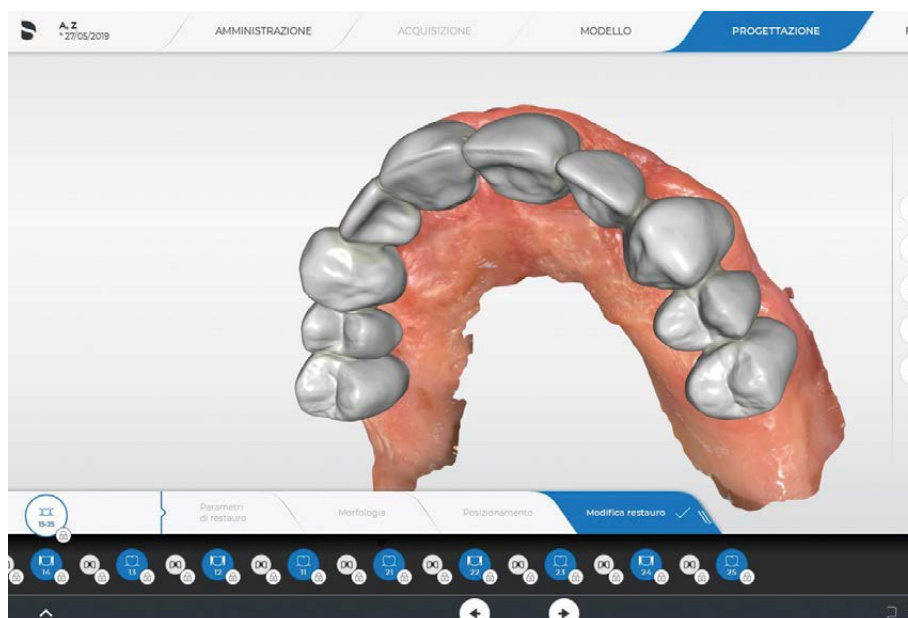 A, Z
* 27/05/2019
AMMINISTRAZIONE
ACQUISIZIONE
MODELLO
PROGETTAZIONE
15-25
Parametri
di restauro
Morfologia
Posizionamento
Modifica restauro
14
13
12
11
21
22
23
24
25